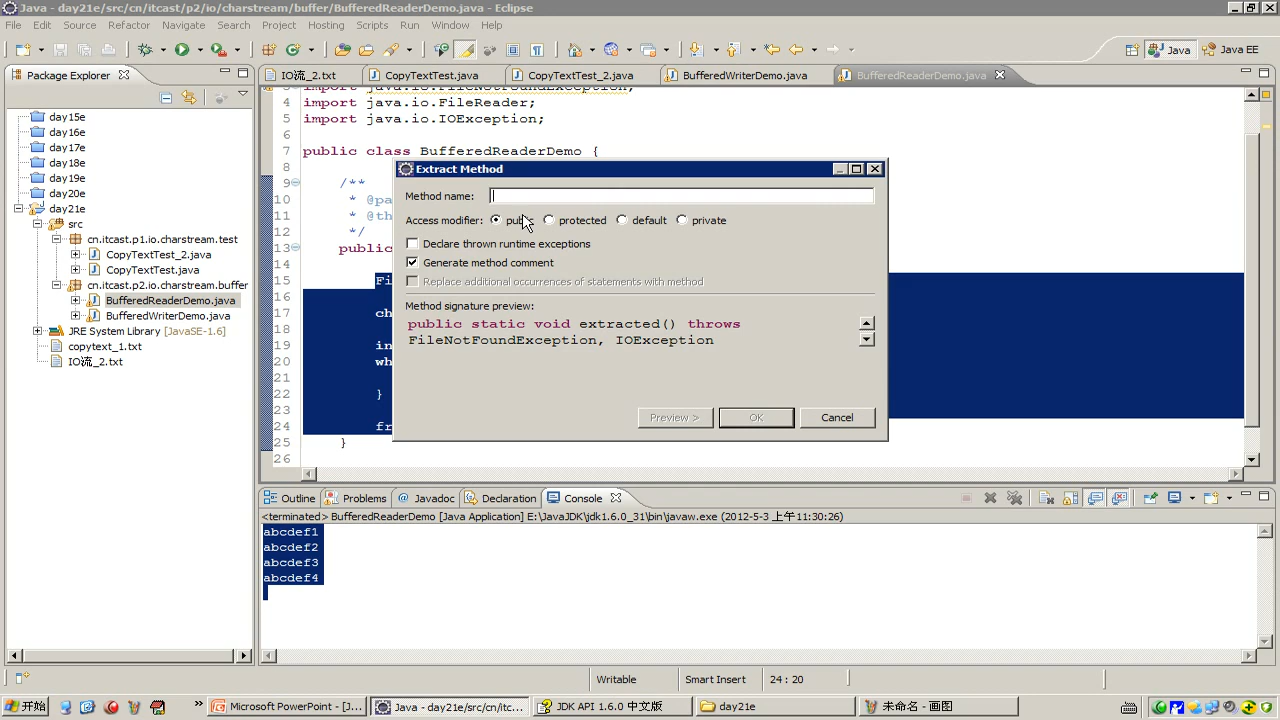 Java - day21e/src/cn/itcast/p2/io/charstream/buffer/BufferedReaderDemo.java - Eclipse
File Edit Source Refactor Navigate Search Project Hosting Scripts Run Window Help
Java Java EE
Package Explorer IO流_2.txt CopyTextTest.java CopyTextTest_2.java BufferedWriterDemo.java BufferedReaderDemo.java
day15e
day16e
day17e
day18e
day19e
day20e
day21e
src
cn.itcast.p1.io.charstream.test
CopyTextTest_2.java
CopyTextTest.java
cn.itcast.p2.io.charstream.buffer
BufferedReaderDemo.java
BufferedWriterDemo.java
JRE System Library [JavaSE-1.6]
copytext_1.txt
IO流_2.txt
3 import java.io.FileNotFoundException;
4 import java.io.FileReader;
5 import java.io.IOException;
6
7 public class BufferedReaderDemo {
8
9 /**
10 * @pa
11 * @th
12 */
13 public
15 Fi
16
17 ch
18
19 in
20 wh
21
22 }
23
24 fr
25 }
26
Extract Method
Method name:
Access modifier: public protected default private
Declare thrown runtime exceptions
Generate method comment
Replace additional occurrences of statements with method
Method signature preview:
public static void extracted() throws
FileNotFoundException, IOException
Preview > OK Cancel
Outline Problems Javadoc Declaration Console
<terminated> BufferedReaderDemo [Java Application] E:\JavaJDK\jdk1.6.0_31\bin\javaw.exe (2012-5-3 上午11:30:26)
abcdef1
abcdef2
abcdef3
abcdef4
Writable Smart Insert 24 : 20
开始 Microsoft PowerPoint - [J... Java - day21e/src/cn/itc... JDK API 1.6.0 中文版 day21e 未命名 - 画图